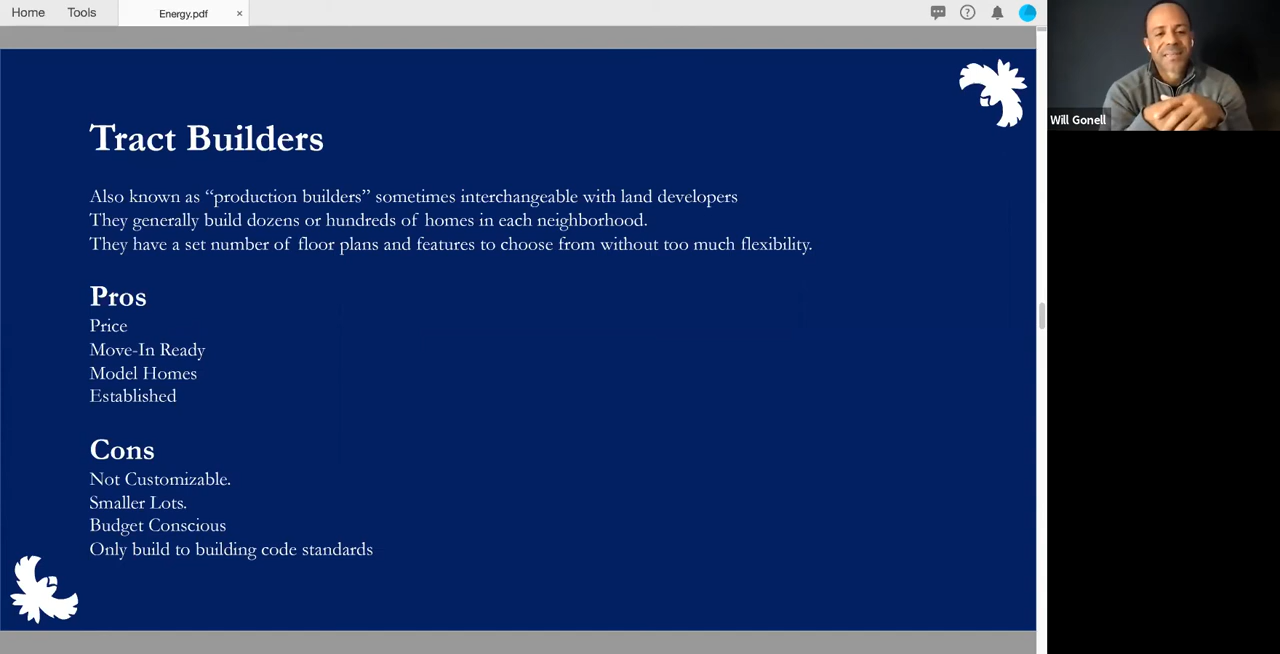 Home Tools Energy.pdf ×
Tract Builders
Also known as “production builders” sometimes interchangeable with land developers
They generally build dozens or hundreds of homes in each neighborhood.
They have a set number of floor plans and features to choose from without too much flexibility.
Pros
Price
Move-In Ready
Model Homes
Established
Cons
Not Customizable.
Smaller Lots.
Budget Conscious
Only build to building code standards
Will Gonell